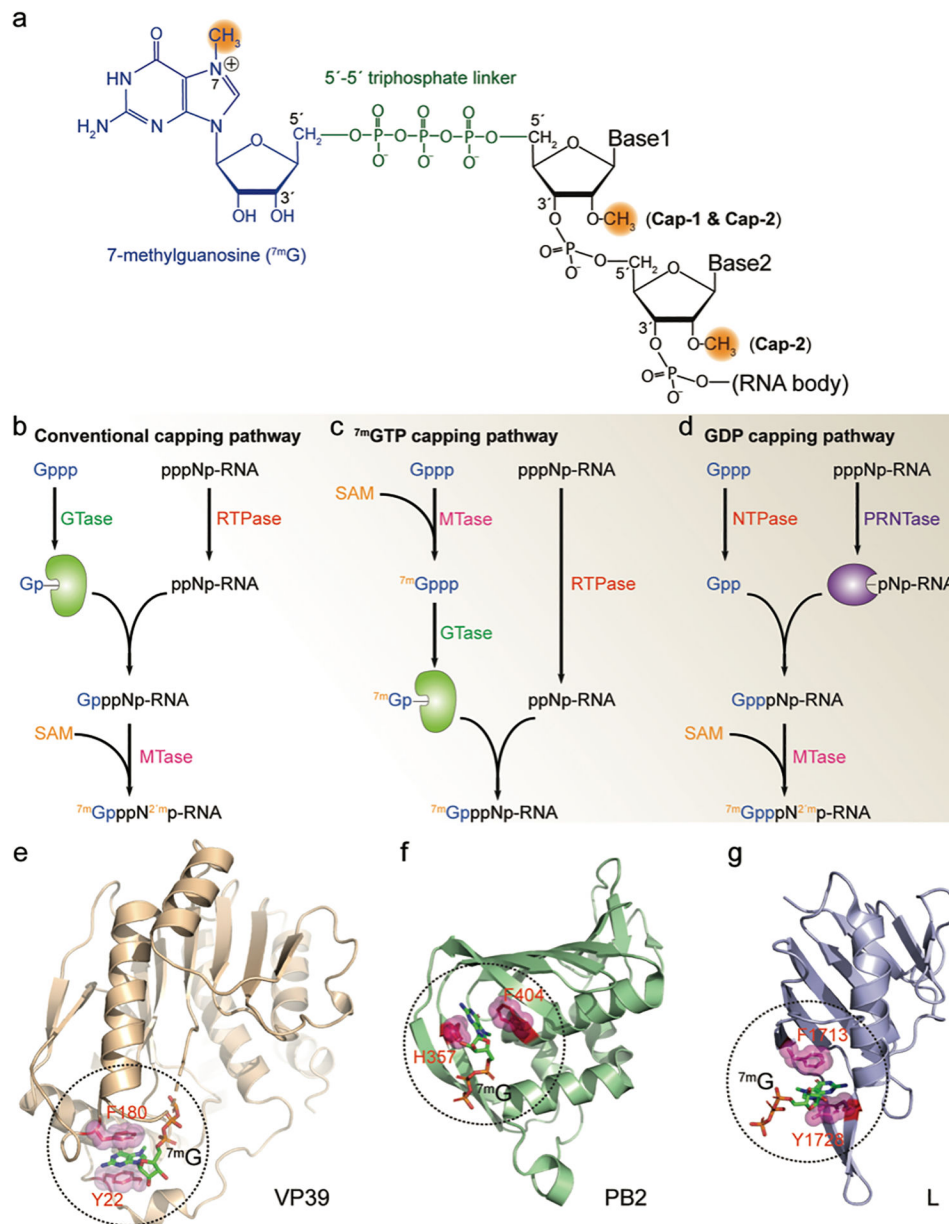 a
O
CH3
7
N
⊕
HN
H2N
N
N
5´
CH2
O
3´
OH OH
7-methylguanosine (7mG)
5´-5´ triphosphate linker
O O O
O–P–O–P–O–P–O
O- O- O-
5´
CH2
O
Base1
3´
O O–CH3 (Cap-1 & Cap-2)
O=P–O–CH2
O-
5´
O
Base2
3´
O O–CH3 (Cap-2)
O=P–O–(RNA body)
O-
b Conventional capping pathway
Gppp pppNp-RNA
GTase RTPase
Gp ppNp-RNA
GpppNp-RNA
SAM
MTase
7mGpppN2´mp-RNA
c 7mGTP capping pathway
Gppp pppNp-RNA
SAM
MTase
7mGppp
RTPase
GTase
7mGp ppNp-RNA
7mGpppNp-RNA
d GDP capping pathway
Gppp pppNp-RNA
NTPase PRNTase
Gpp pNp-RNA
GpppNp-RNA
SAM
MTase
7mGpppN2´mp-RNA
e
F180
7mG
Y22
VP39
f
F404
H357
7mG
PB2
g
F1713
7mG
Y1728
L